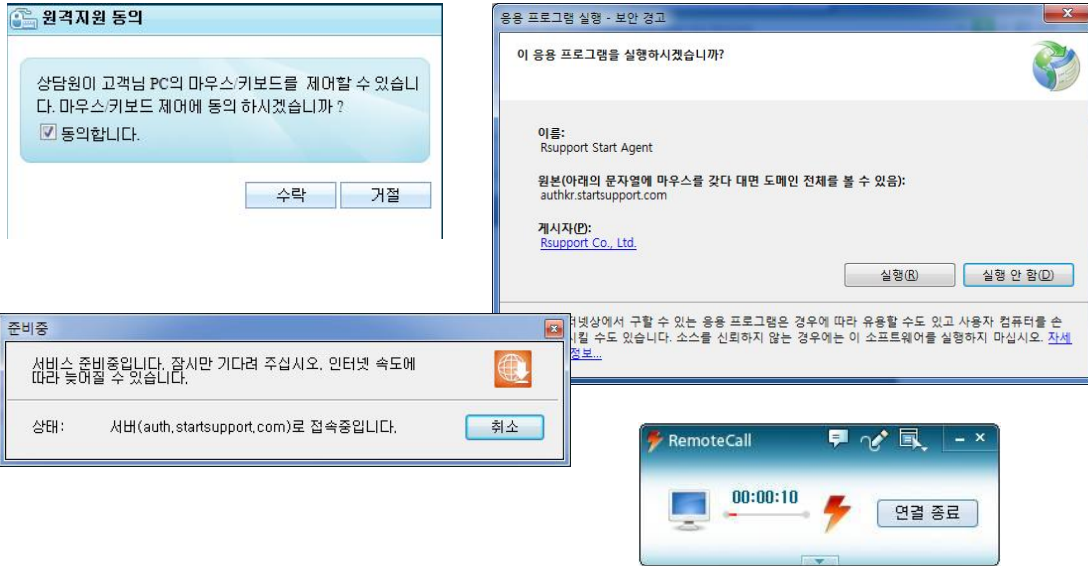 원격지원 동의
상담원이 고객님 PC의 마우스/키보드를 제어할 수 있습니
다. 마우스/키보드 제어에 동의 하시겠습니까?
동의합니다.
수락
거절
응용 프로그램 실행 - 보안 경고
이 응용 프로그램을 실행하시겠습니까?
이름:
Rsupport Start Agent
원본(아래의 문자열에 마우스를 갖다 대면 도메인 전체를 볼 수 있음):
authkr.startsupport.com
게시자(P):
Rsupport Co., Ltd.
실행(R)
실행 안 함(D)
터넷상에서 구할 수 있는 응용 프로그램은 경우에 따라 유용할 수도 있고 사용자 컴퓨터를 손
시킬 수도 있습니다. 소스를 신뢰하지 않는 경우에는 이 소프트웨어를 실행하지 마십시오. 자세
정보...
준비중
서비스 준비중입니다. 잠시만 기다려 주십시오. 인터넷 속도에
따라 늦어질 수 있습니다.
상태: 서버(auth.startsupport.com)로 접속중입니다.
취소
RemoteCall
00:00:10
연결 종료